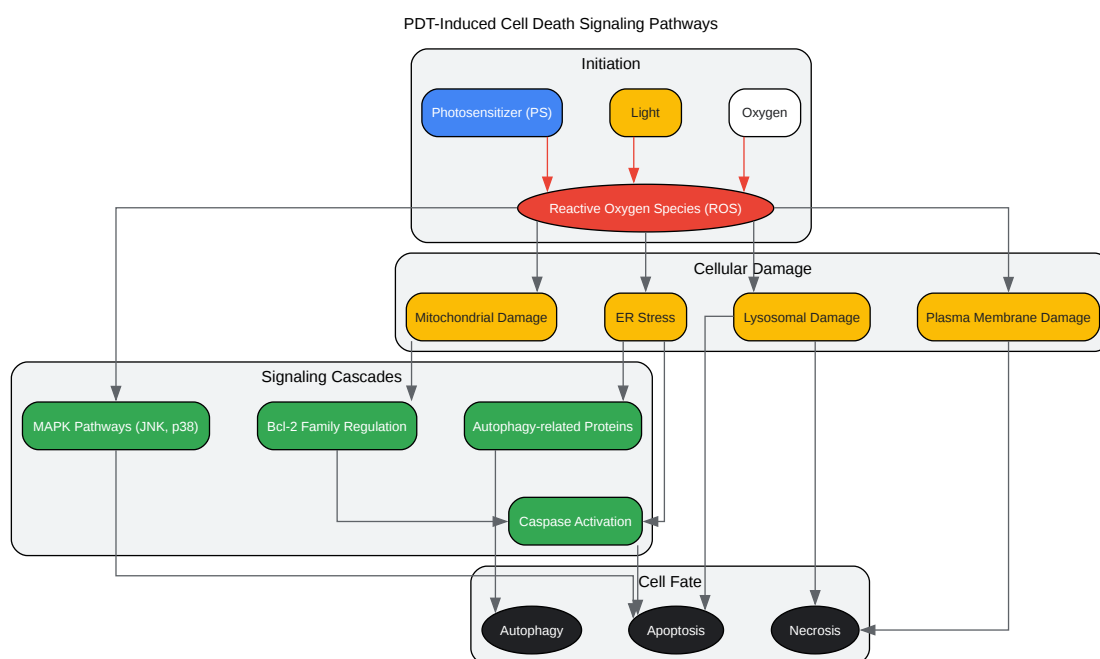 PDT-Induced Cell Death Signaling Pathways
Initiation
Photosensitizer (PS)
Light
Oxygen
Reactive Oxygen Species (ROS)
Cellular Damage
Mitochondrial Damage
ER Stress
Lysosomal Damage
Plasma Membrane Damage
Signaling Cascades
MAPK Pathways (JNK, p38)
Bcl-2 Family Regulation
Autophagy-related Proteins
Caspase Activation
Cell Fate
Autophagy
Apoptosis
Necrosis